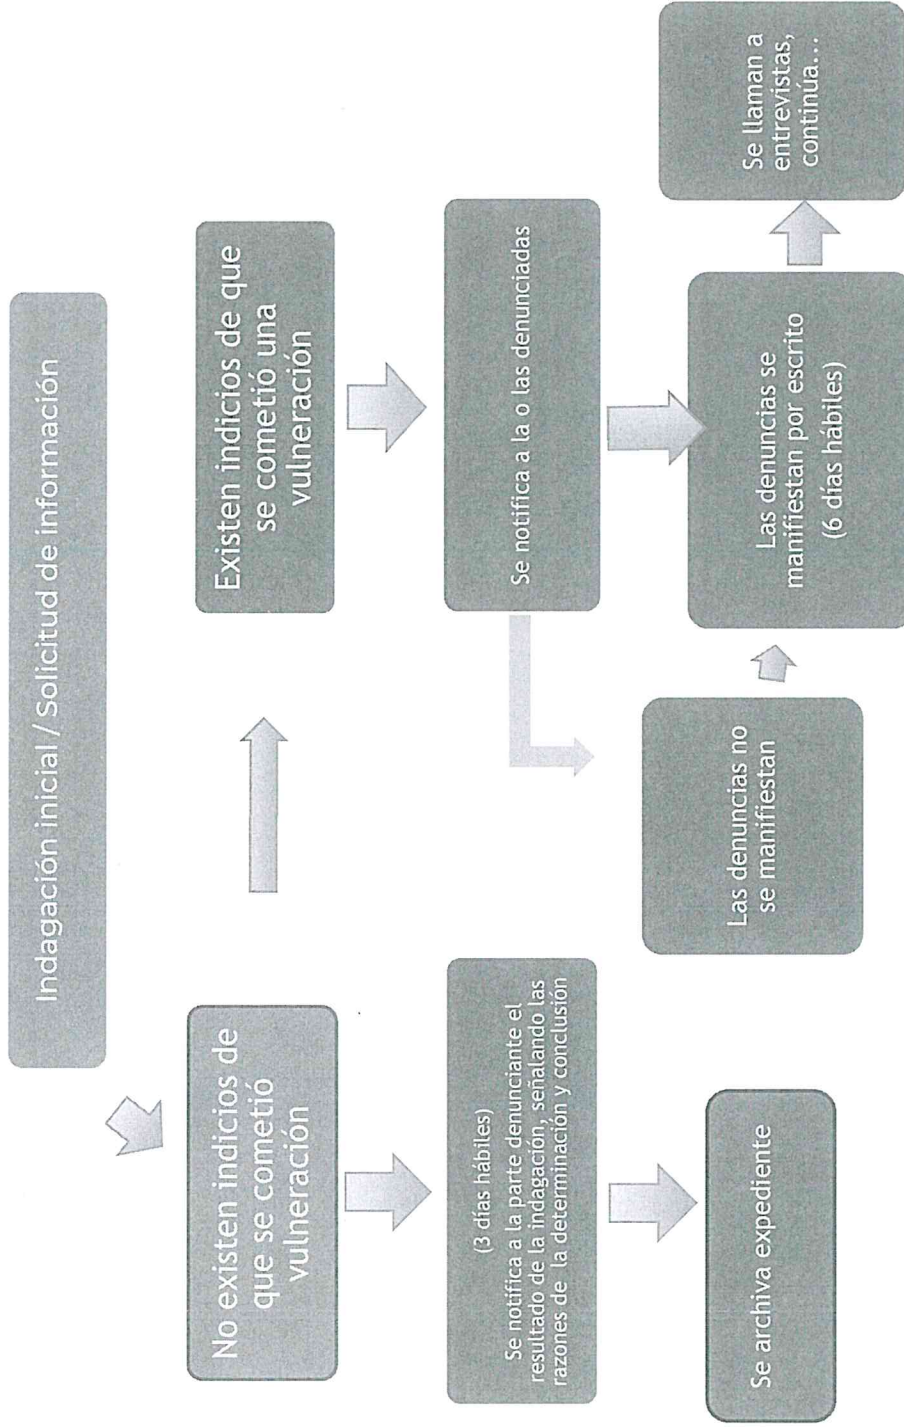 Indagación inicial / Solicitud de información
No existen indicios de
que se cometió
vulneración
Existen indicios de que
se cometió una
vulneración
(3 días hábiles)
Se notifica a la parte denunciante el
resultado de la indagación, señalando las
razones de la determinación y conclusión
Se notifica a la o las denunciadas
Se archiva expediente
Las denuncias no
se manifiestan
Las denuncias se
manifiestan por escrito
(6 días hábiles)
Se llaman a
entrevistas,
continúa...